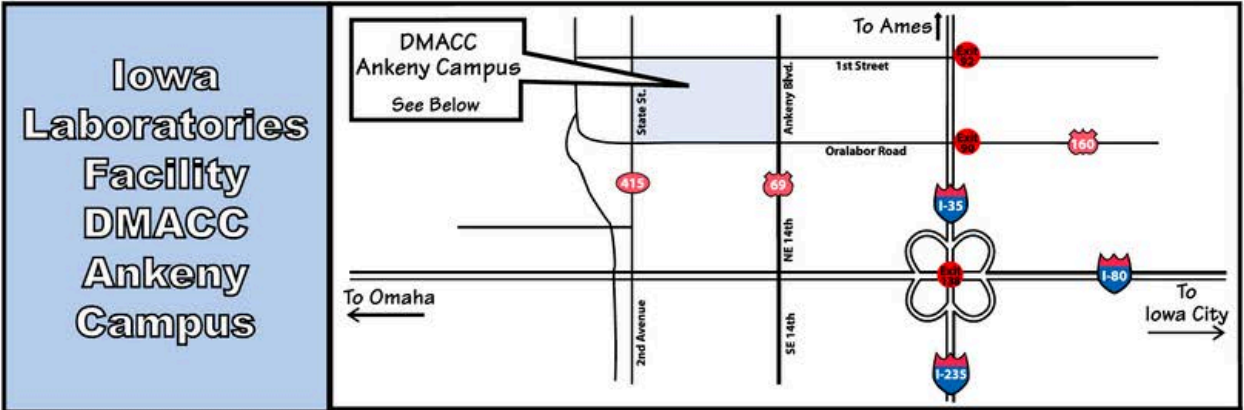 Iowa
Laboratories
Facility
DMACC
Ankeny
Campus
DMACC
Ankeny Campus
See Below
To Ames
Exit
92
1st Street
State St.
Ankeny Blvd.
Oralabor Road
Exit
90
160
415
69
I-35
NE 14th
Exit
I-80
To Omaha
To
Iowa City
2nd Avenue
SE 14th
I-235